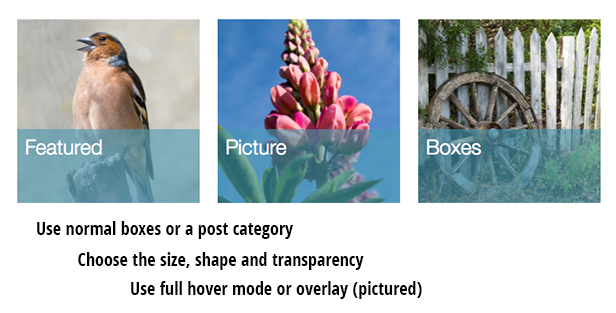 Featured
Picture
Boxes
Use normal boxes or a post category
Choose the size, shape and transparency
Use full hover mode or overlay (pictured)